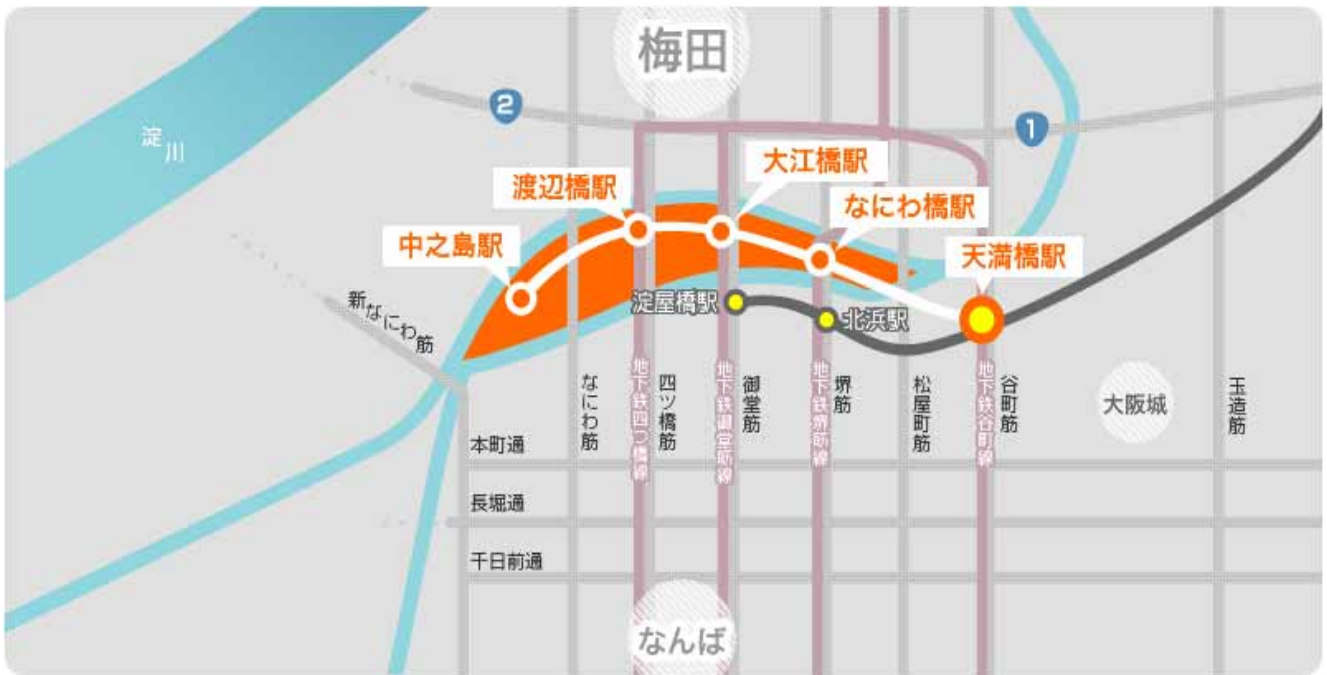 梅田
淀川
2
1
大江橋駅
渡辺橋駅
なにわ橋駅
中之島駅
天満橋駅
淀屋橋駅
北浜駅
新なにわ筋
なにわ筋
地下鉄四つ橋線
四ツ橋筋
地下鉄御堂筋線
御堂筋
地下鉄堺筋線
堺筋
松屋町筋
地下鉄谷町線
谷町筋
大阪城
玉造筋
本町通
長堀通
千日前通
なんば